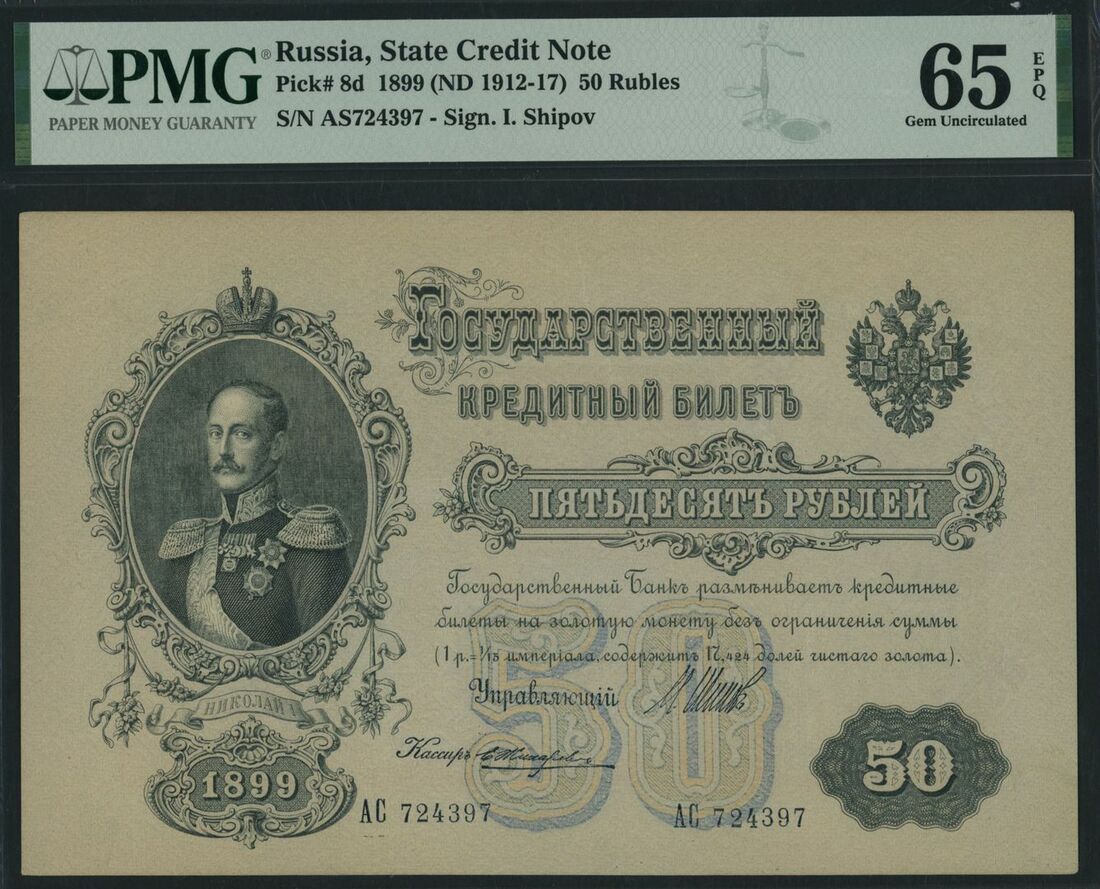 PMG®
PAPER MONEY GUARANTY
Russia, State Credit Note
Pick# 8d 1899 (ND 1912-17) 50 Rubles
S/N AS724397 - Sign. I. Shipov
65
EPQ
Gem Uncirculated
Государственный
кредитный билетъ
пятьдесятъ рублей
Государственный Банкъ размѣниваетъ кредитные
билеты на золотую монету безъ ограниченія суммы
(1 р.=1/15 имперіала, содержитъ 17,424 долей чистаго золота).
50
Управляющій
Кассиръ
НИКОЛАЙ I
1899
50
АС 724397
АС 724397